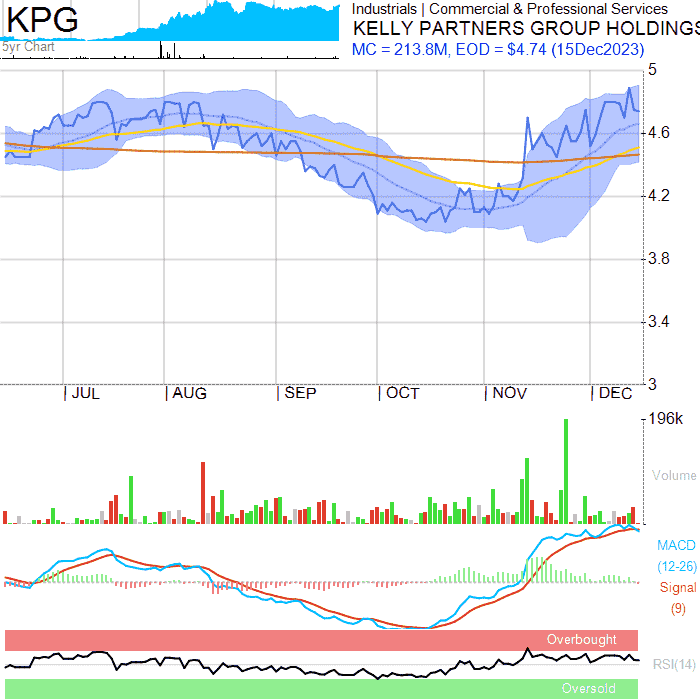 KPG
5yr Chart
Industrials | Commercial & Professional Services
KELLY PARTNERS GROUP HOLDINGS
MC = 213.8M, EOD = $4.74 (15Dec2023)
5
4.6
4.2
3.8
3.4
3
JUL AUG SEP OCT NOV DEC
196k
Volume
MACD
(12-26)
Signal
(9)
Overbought
RSI(14)
Oversold